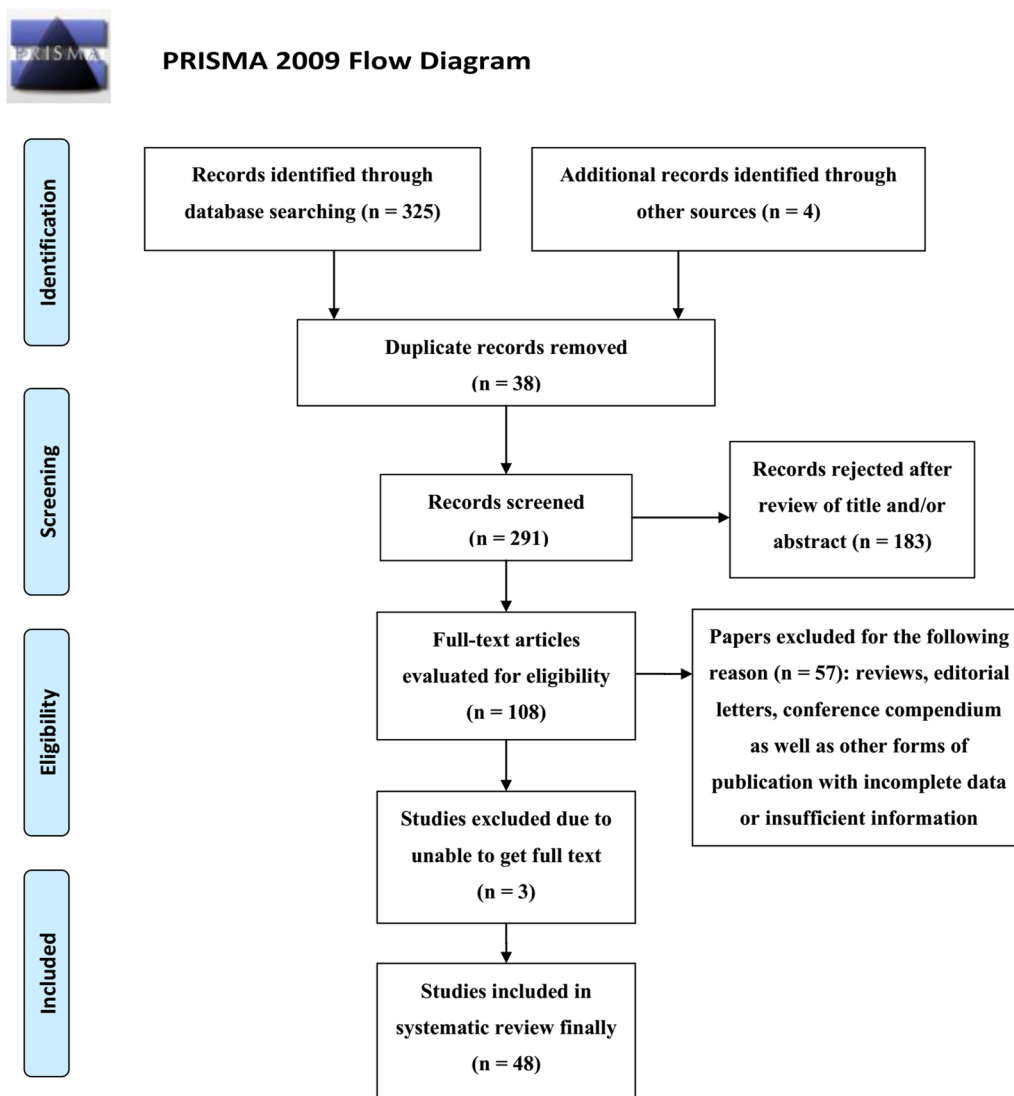 PRISMA
PRISMA 2009 Flow Diagram
Identification
Records identified through
database searching (n = 325)
Additional records identified through
other sources (n = 4)
Duplicate records removed
(n = 38)
Screening
Records screened
(n = 291)
Records rejected after
review of title and/or
abstract (n = 183)
Eligibility
Full-text articles
evaluated for eligibility
(n = 108)
Papers excluded for the following
reason (n = 57): reviews, editorial
letters, conference compendium
as well as other forms of
publication with incomplete data
or insufficient information
Studies excluded due to
unable to get full text
(n = 3)
Included
Studies included in
systematic review finally
(n = 48)